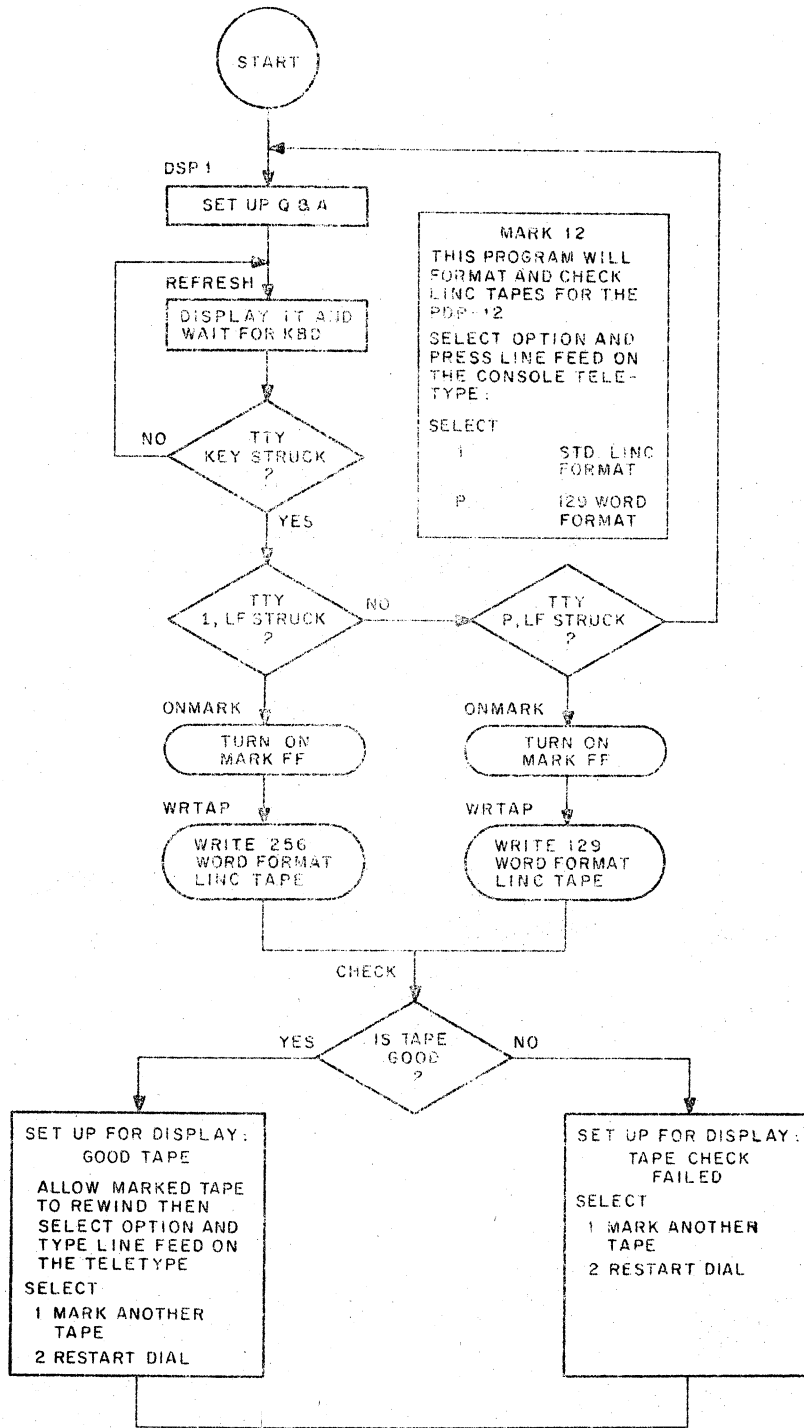 START
DSP 1
SET UP Q & A
REFRESH
DISPLAY IT AND
WAIT FOR KBD
NO
TTY
KEY STRUCK
?
YES
MARK 12
THIS PROGRAM WILL
FORMAT AND CHECK
LINC TAPES FOR THE
PDP-12
SELECT OPTION AND
PRESS LINE FEED ON
THE CONSOLE TELE-
TYPE:
SELECT
1 STD. LINC
FORMAT
P 129 WORD
FORMAT
TTY
1, LF STRUCK
?
NO
TTY
P, LF STRUCK
?
ONMARK
TURN ON
MARK FF
ONMARK
TURN ON
MARK FF
WRTAP
WRITE 256
WORD FORMAT
LINC TAPE
WRTAP
WRITE 129
WORD FORMAT
LINC TAPE
CHECK
YES
IS TAPE
GOOD
?
NO
SET UP FOR DISPLAY:
GOOD TAPE
ALLOW MARKED TAPE
TO REWIND THEN
SELECT OPTION AND
TYPE LINE FEED ON
THE TELETYPE
SELECT
1 MARK ANOTHER
TAPE
2 RESTART DIAL
SET UP FOR DISPLAY:
TAPE CHECK
FAILED
SELECT
1 MARK ANOTHER
TAPE
2 RESTART DIAL